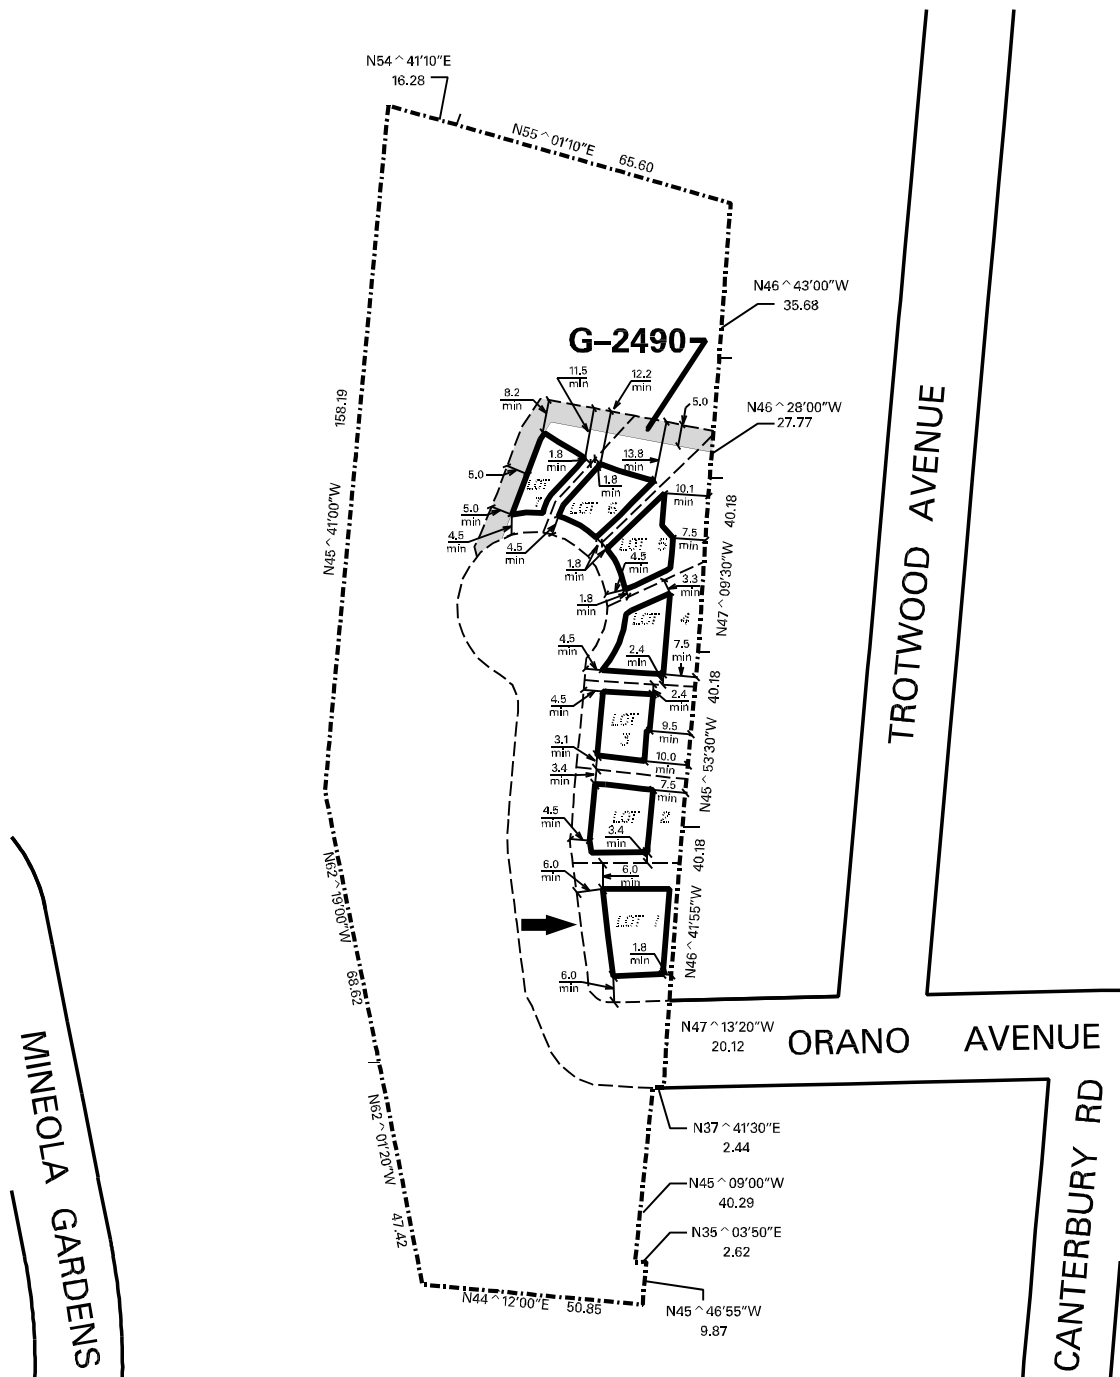 N54^41'10"E
16.28
N55^01'10"E 65.60
N46^43'00"W
35.68
G-2490
158.19
N45^41'00"W
8.2
min
11.5
min
12.2
min
5.0
N46^28'00"W
27.77
1.8
min
13.8
min
1.8
min
5.0
LOT
7
LOT 6
10.1
min
40.18
5.0
min
4.5
min
4.5
min
1.8
min
LOT 5
7.5
min
4.5
min
3.3
min
1.8
min
N47^09'30"W
LOT 4
4.5
min
2.4
min
7.5
min
40.18
4.5
min
2.4
min
LOT
3
9.5
min
3.1
min
10.0
min
3.4
min
7.5
min
N45^53'30"W
LOT 2
4.5
min
3.4
min
40.18
6.0
min
6.0
min
LOT 1
1.8
min
6.0
min
N46^41'55"W
TROTWOOD AVENUE
N62^19'00"W
68.62
N47^13'20"W
20.12
ORANO AVENUE
N62^01'20"W
47.42
N37^41'30"E
2.44
N45^09'00"W
40.29
N35^03'50"E
2.62
N44^12'00"E 50.85
N45^46'55"W
9.87
MINEOLA GARDENS
CANTERBURY RD